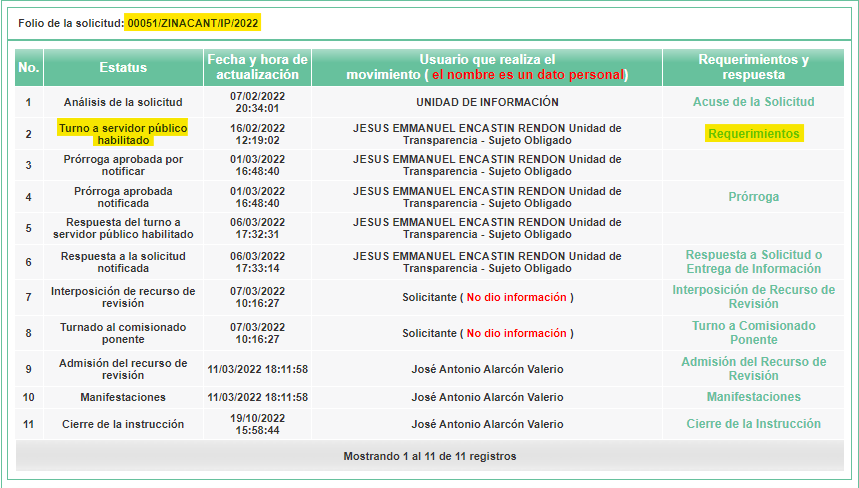 Folio de la solicitud: 00051/ZINACANT/IP/2022
No. Estatus Fecha y hora de actualización Usuario que realiza el movimiento ( el nombre es un dato personal) Requerimientos y respuesta
1 Análisis de la solicitud 07/02/2022 20:34:01 UNIDAD DE INFORMACIÓN Acuse de la Solicitud
2 Turno a servidor público habilitado 16/02/2022 12:19:02 JESUS EMMANUEL ENCASTIN RENDON Unidad de Transparencia - Sujeto Obligado Requerimientos
3 Prórroga aprobada por notificar 01/03/2022 16:48:40 JESUS EMMANUEL ENCASTIN RENDON Unidad de Transparencia - Sujeto Obligado
4 Prórroga aprobada notificada 01/03/2022 16:48:40 JESUS EMMANUEL ENCASTIN RENDON Unidad de Transparencia - Sujeto Obligado Prórroga
5 Respuesta del turno a servidor público habilitado 06/03/2022 17:32:31 JESUS EMMANUEL ENCASTIN RENDON Unidad de Transparencia - Sujeto Obligado
6 Respuesta a la solicitud notificada 06/03/2022 17:33:14 JESUS EMMANUEL ENCASTIN RENDON Unidad de Transparencia - Sujeto Obligado Respuesta a Solicitud o Entrega de Información
7 Interposición de recurso de revisión 07/03/2022 10:16:27 Solicitante ( No dio información ) Interposición de Recurso de Revisión
8 Turnado al comisionado ponente 07/03/2022 10:16:27 Solicitante ( No dio información ) Turno a Comisionado Ponente
9 Admisión del recurso de revisión 11/03/2022 18:11:58 José Antonio Alarcón Valerio Admisión del Recurso de Revisión
10 Manifestaciones 11/03/2022 18:11:58 José Antonio Alarcón Valerio Manifestaciones
11 Cierre de la instrucción 19/10/2022 15:58:44 José Antonio Alarcón Valerio Cierre de la Instrucción
Mostrando 1 al 11 de 11 registros